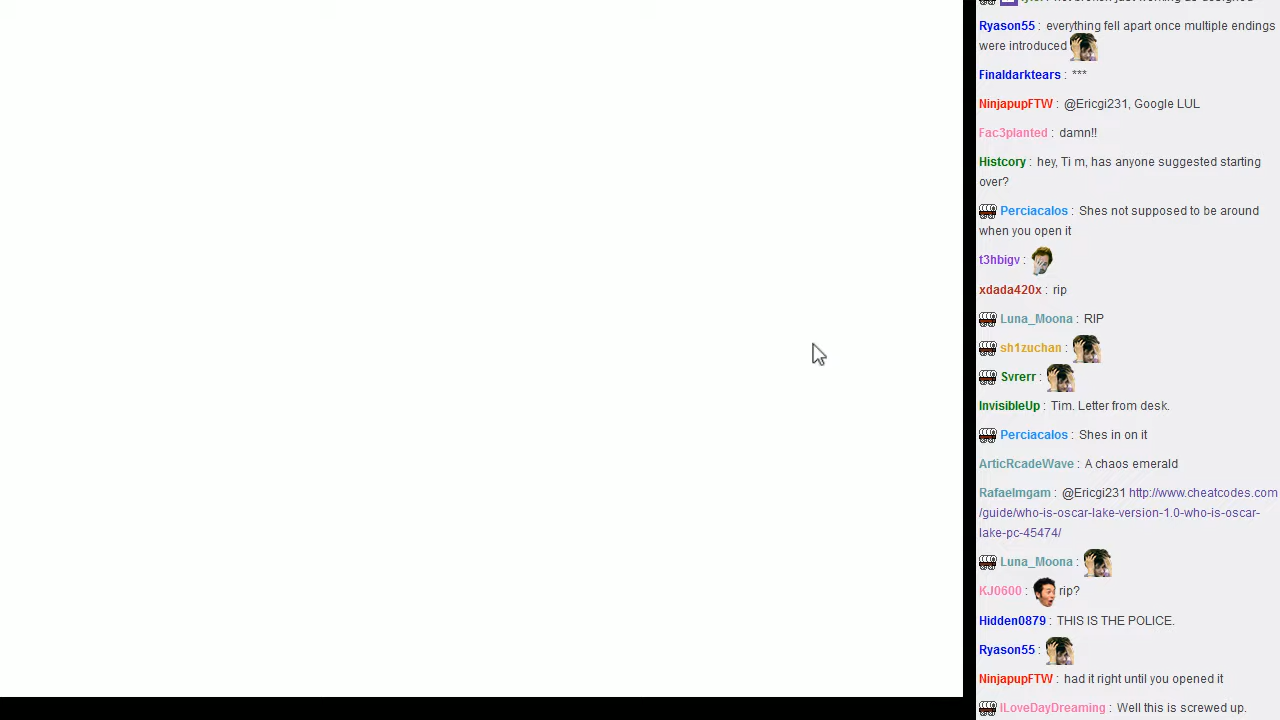 Ryason55 : everything fell apart once multiple endings
were introduced
Finaldarktears : ***
NinjapupFTW : @Ericgi231, Google LUL
Fac3planted : damn!!
Histcory : hey, Ti m, has anyone suggested starting
over?
Perciacalos : Shes not supposed to be around
when you open it
t3hbigv :
xdada420x : rip
Luna_Moona : RIP
sh1zuchan :
Svrerr :
InvisibleUp : Tim. Letter from desk.
Perciacalos : Shes in on it
ArticRcadeWave : A chaos emerald
Rafaelmgam : @Ericgi231 http://www.cheatcodes.com
/guide/who-is-oscar-lake-version-1.0-who-is-oscar-
lake-pc-45474/
Luna_Moona :
KJ0600 : rip?
Hidden0879 : THIS IS THE POLICE.
Ryason55 :
NinjapupFTW : had it right until you opened it
ILoveDayDreaming : Well this is screwed up.